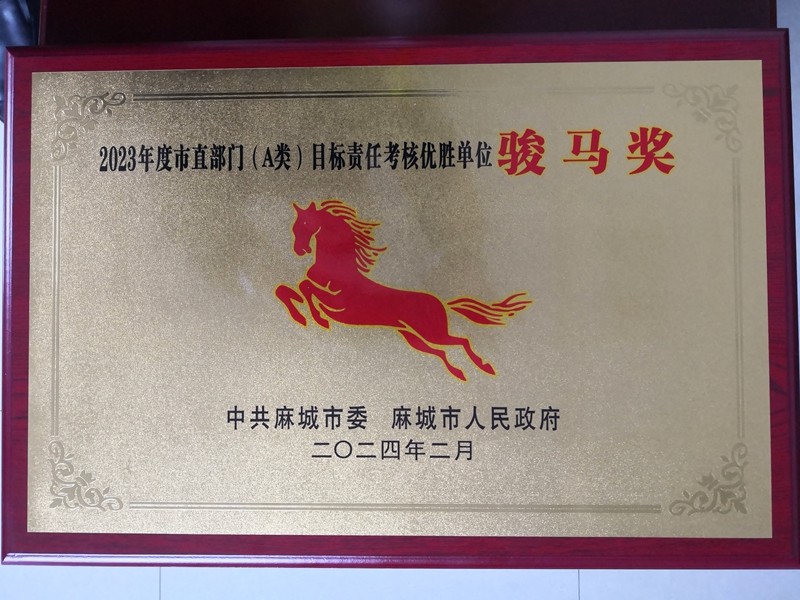 2023年度市直部门（A类）目标责任考核优胜单位 骏马奖
中共麻城市委 麻城市人民政府
二〇二四年二月